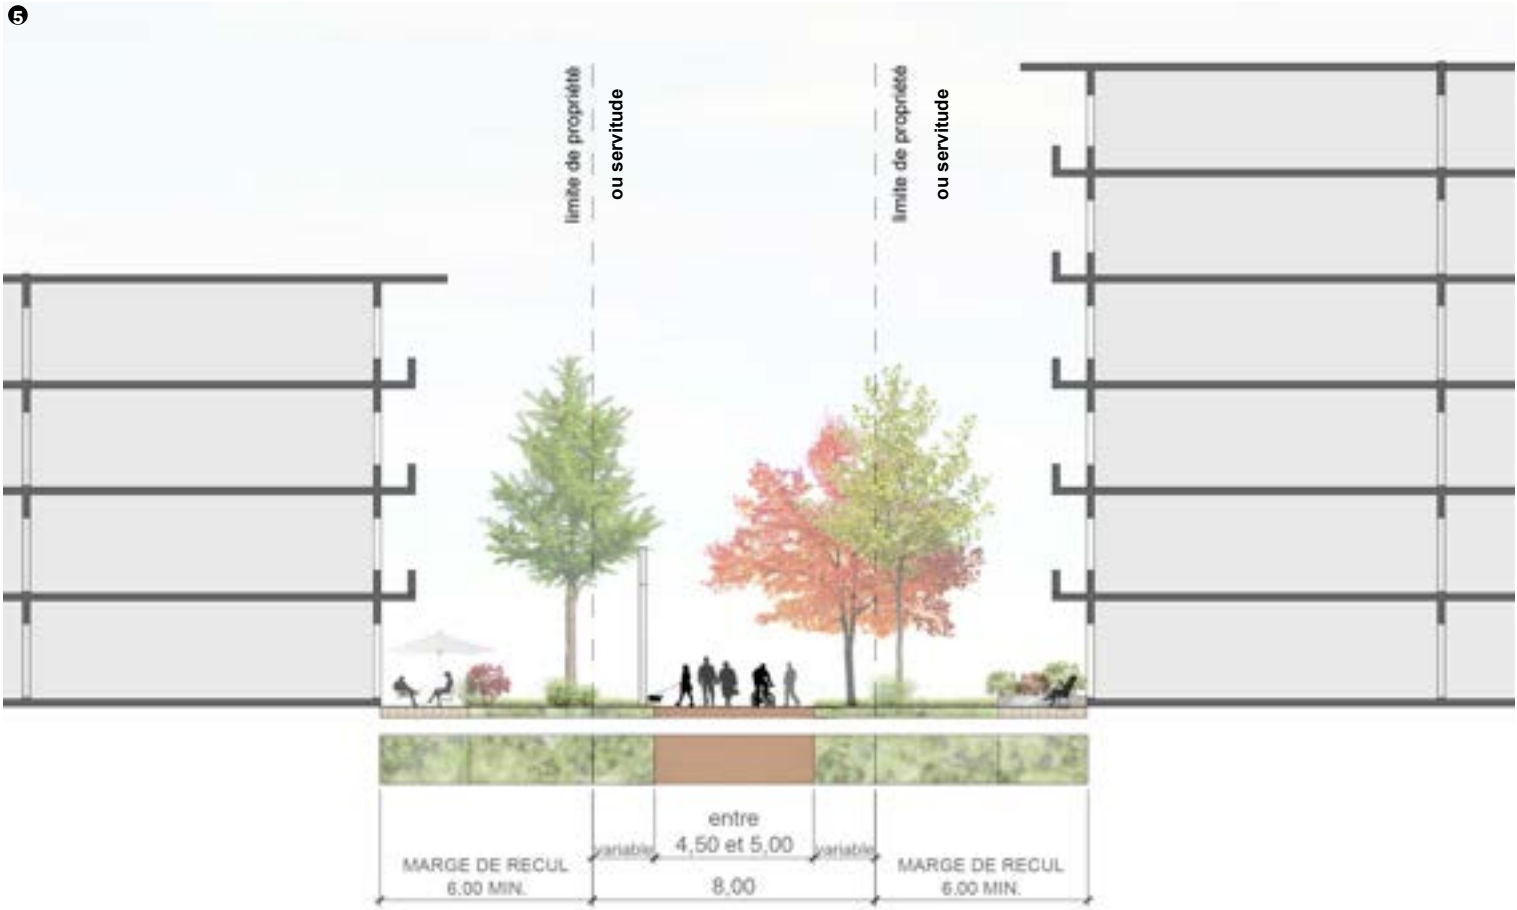 5
limite de propriété
ou servitude
limite de propriété
ou servitude
entre
4,50 et 5,00
variable
variable
MARGE DE RECUL
6.00 MIN.
8,00
MARGE DE RECUL
6.00 MIN.